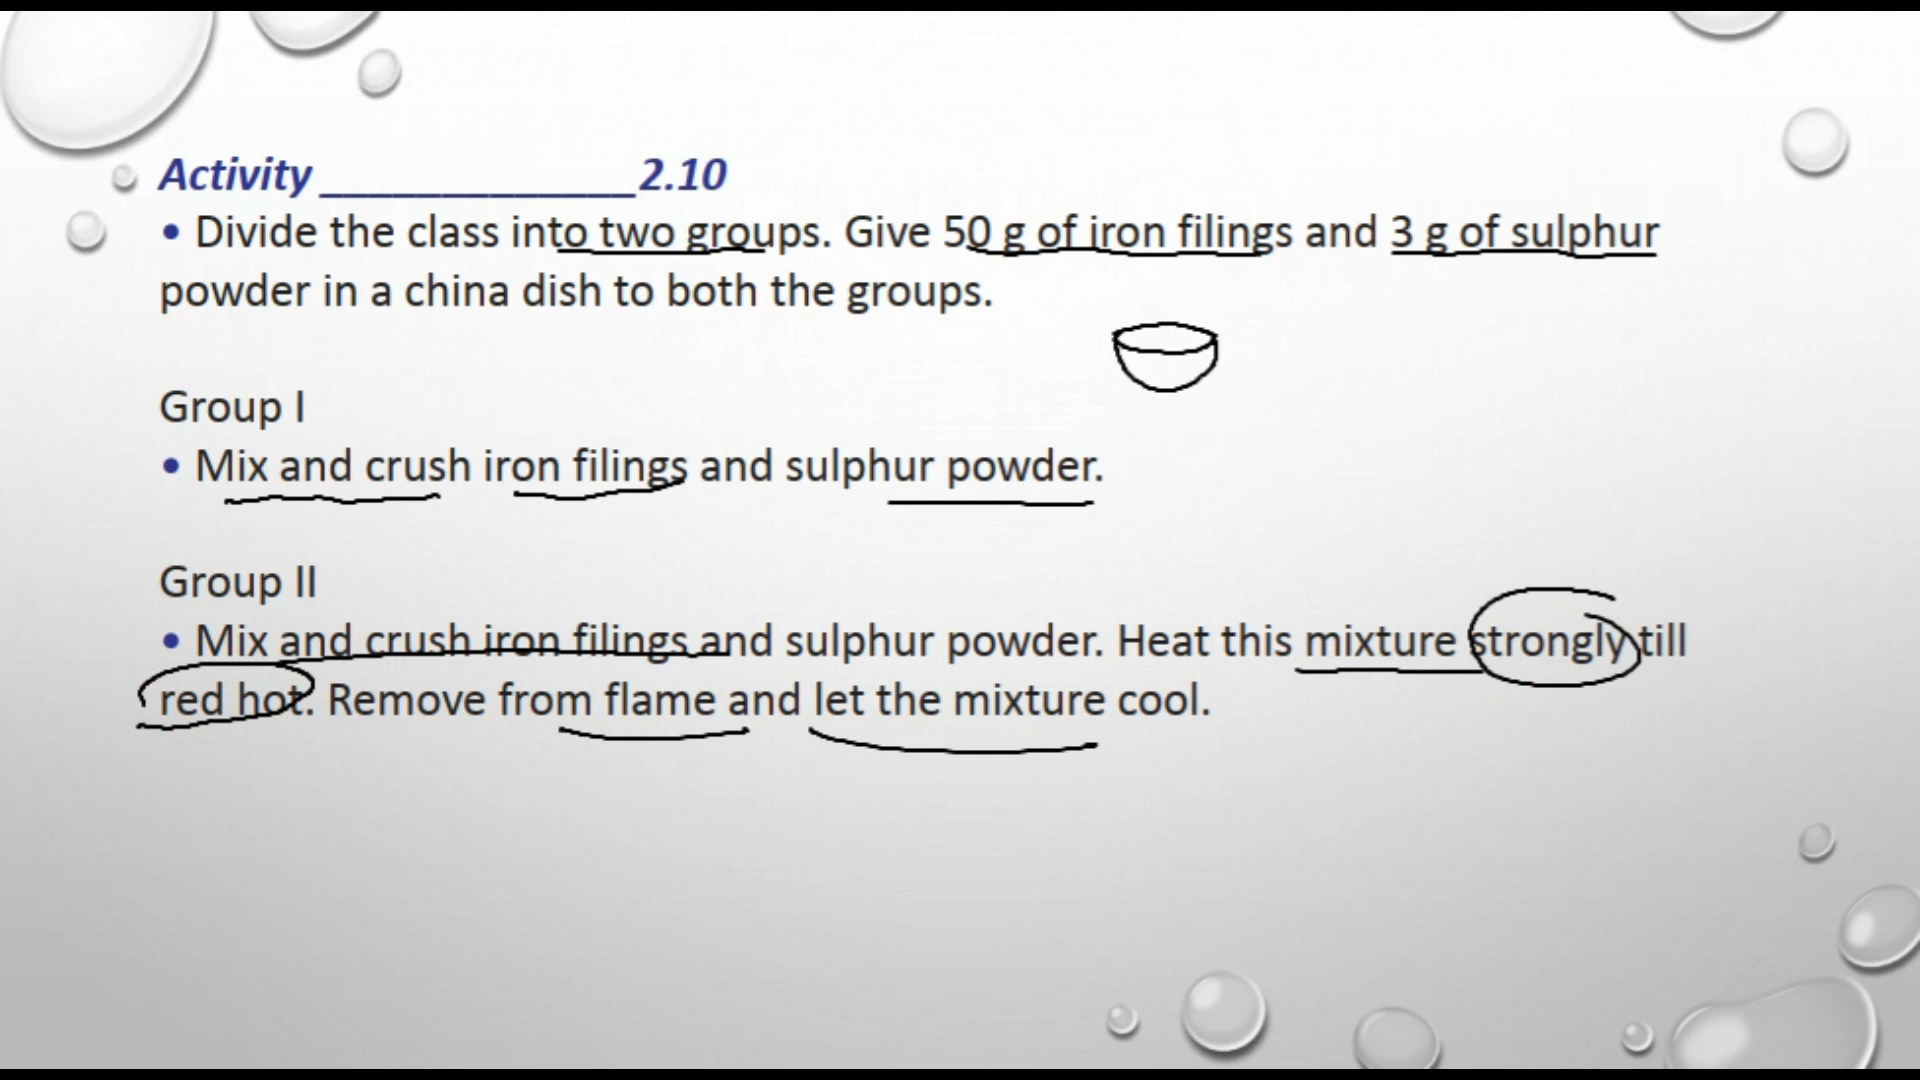 Activity _____________2.10
• Divide the class into two groups. Give 50 g of iron filings and 3 g of sulphur
powder in a china dish to both the groups.
Group I
• Mix and crush iron filings and sulphur powder.
Group II
• Mix and crush iron filings and sulphur powder. Heat this mixture strongly till
red hot. Remove from flame and let the mixture cool.